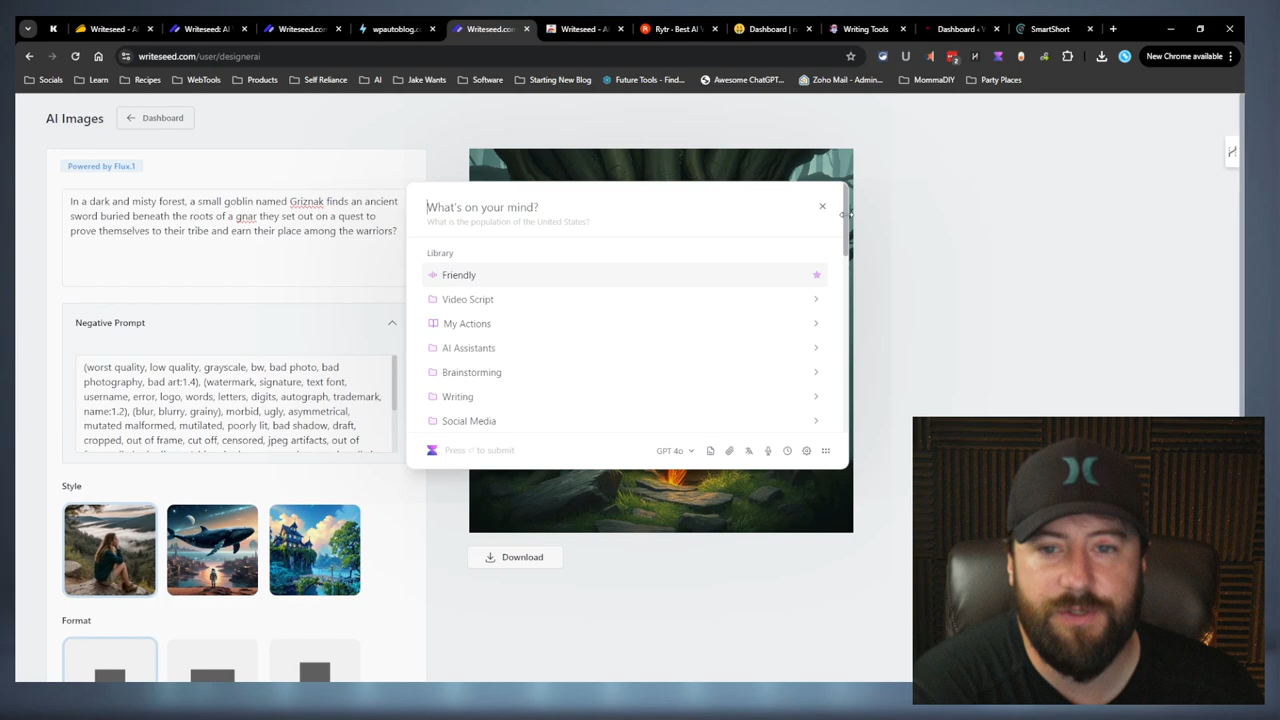 Writeseed - AI
Writeseed: AI
Writeseed.com
wpautoblog.c
Writeseed.com
Writeseed - A
Rytr - Best AI
Dashboard | n
Writing Tools
Dashboard ‹ V
SmartShort
writeseed.com/user/designerai
New Chrome available
Socials
Learn
Recipes
WebTools
Products
Self Reliance
AI
Jake Wants
Software
Starting New Blog
Future Tools - Find...
Awesome ChatGPT...
Zoho Mail - Admin...
MommaDIY
Party Places
AI Images
Dashboard
Powered by Flux.1
In a dark and misty forest, a small goblin named Griznak finds an ancient
sword buried beneath the roots of a gnar they set out on a quest to
prove themselves to their tribe and earn their place among the warriors?
Negative Prompt
(worst quality, low quality, grayscale, bw, bad photo, bad
photography, bad art:1.4), (watermark, signature, text font,
username, error, logo, words, letters, digits, autograph, trademark,
name:1.2), (blur, blurry, grainy), morbid, ugly, asymmetrical,
mutated malformed, mutilated, poorly lit, bad shadow, draft,
cropped, out of frame, cut off, censored, jpeg artifacts, out of
Style
Format
What's on your mind?
What is the population of the United States?
Library
Friendly
Video Script
My Actions
AI Assistants
Brainstorming
Writing
Social Media
Press ⏎ to submit
GPT 4o
Download